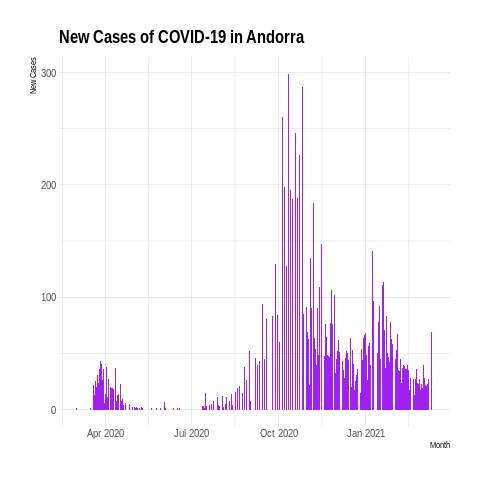 New Cases of COVID-19 in Andorra
New Cases
300
200
100
0
Apr 2020 Jul 2020 Oct 2020 Jan 2021
Month